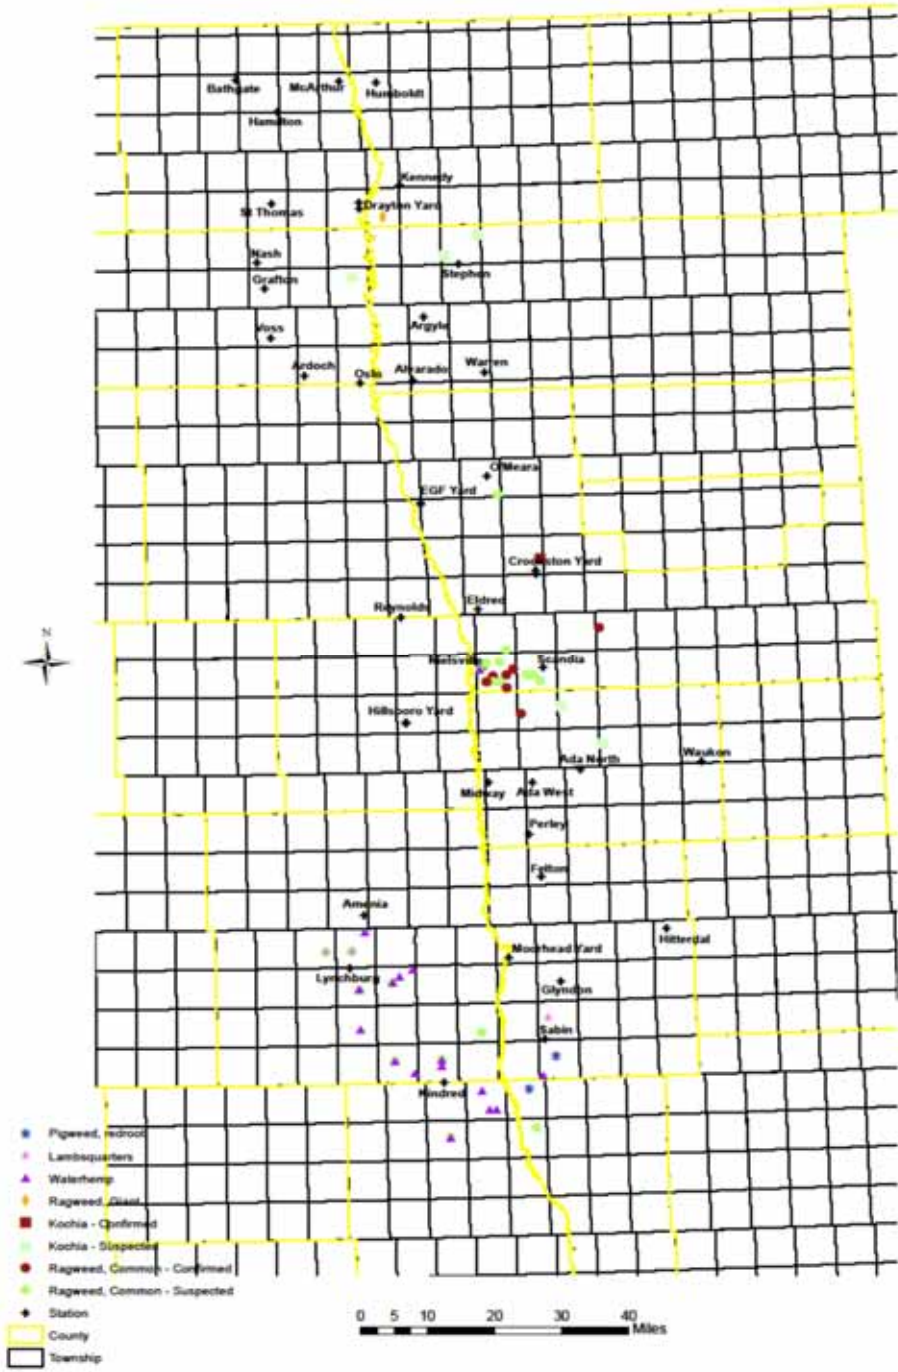 Bathgate
McArthur
Humboldt
Hamilton
Kennedy
St Thomas
Drayton Yard
Nash
Grafton
Stephen
Argyle
Voss
Ardoch
Oslo
Alvarado
Warren
O'Meara
EGF Yard
Crookston Yard
Eldred
Reynolds
N
Nielsville
Scandia
Hillsboro Yard
Ada North
Waukon
Midway
Ada West
Perley
Felton
Amenia
Hitterdal
Moorhead Yard
Lynchburg
Glyndon
Sabin
Kindred
Pigweed, redroot
Lambsquarters
Waterhemp
Ragweed, Giant
Kochia - Confirmed
Kochia - Suspected
Ragweed, Common - Confirmed
Ragweed, Common - Suspected
Station
County
Township
0 5 10 20 30 40
Miles